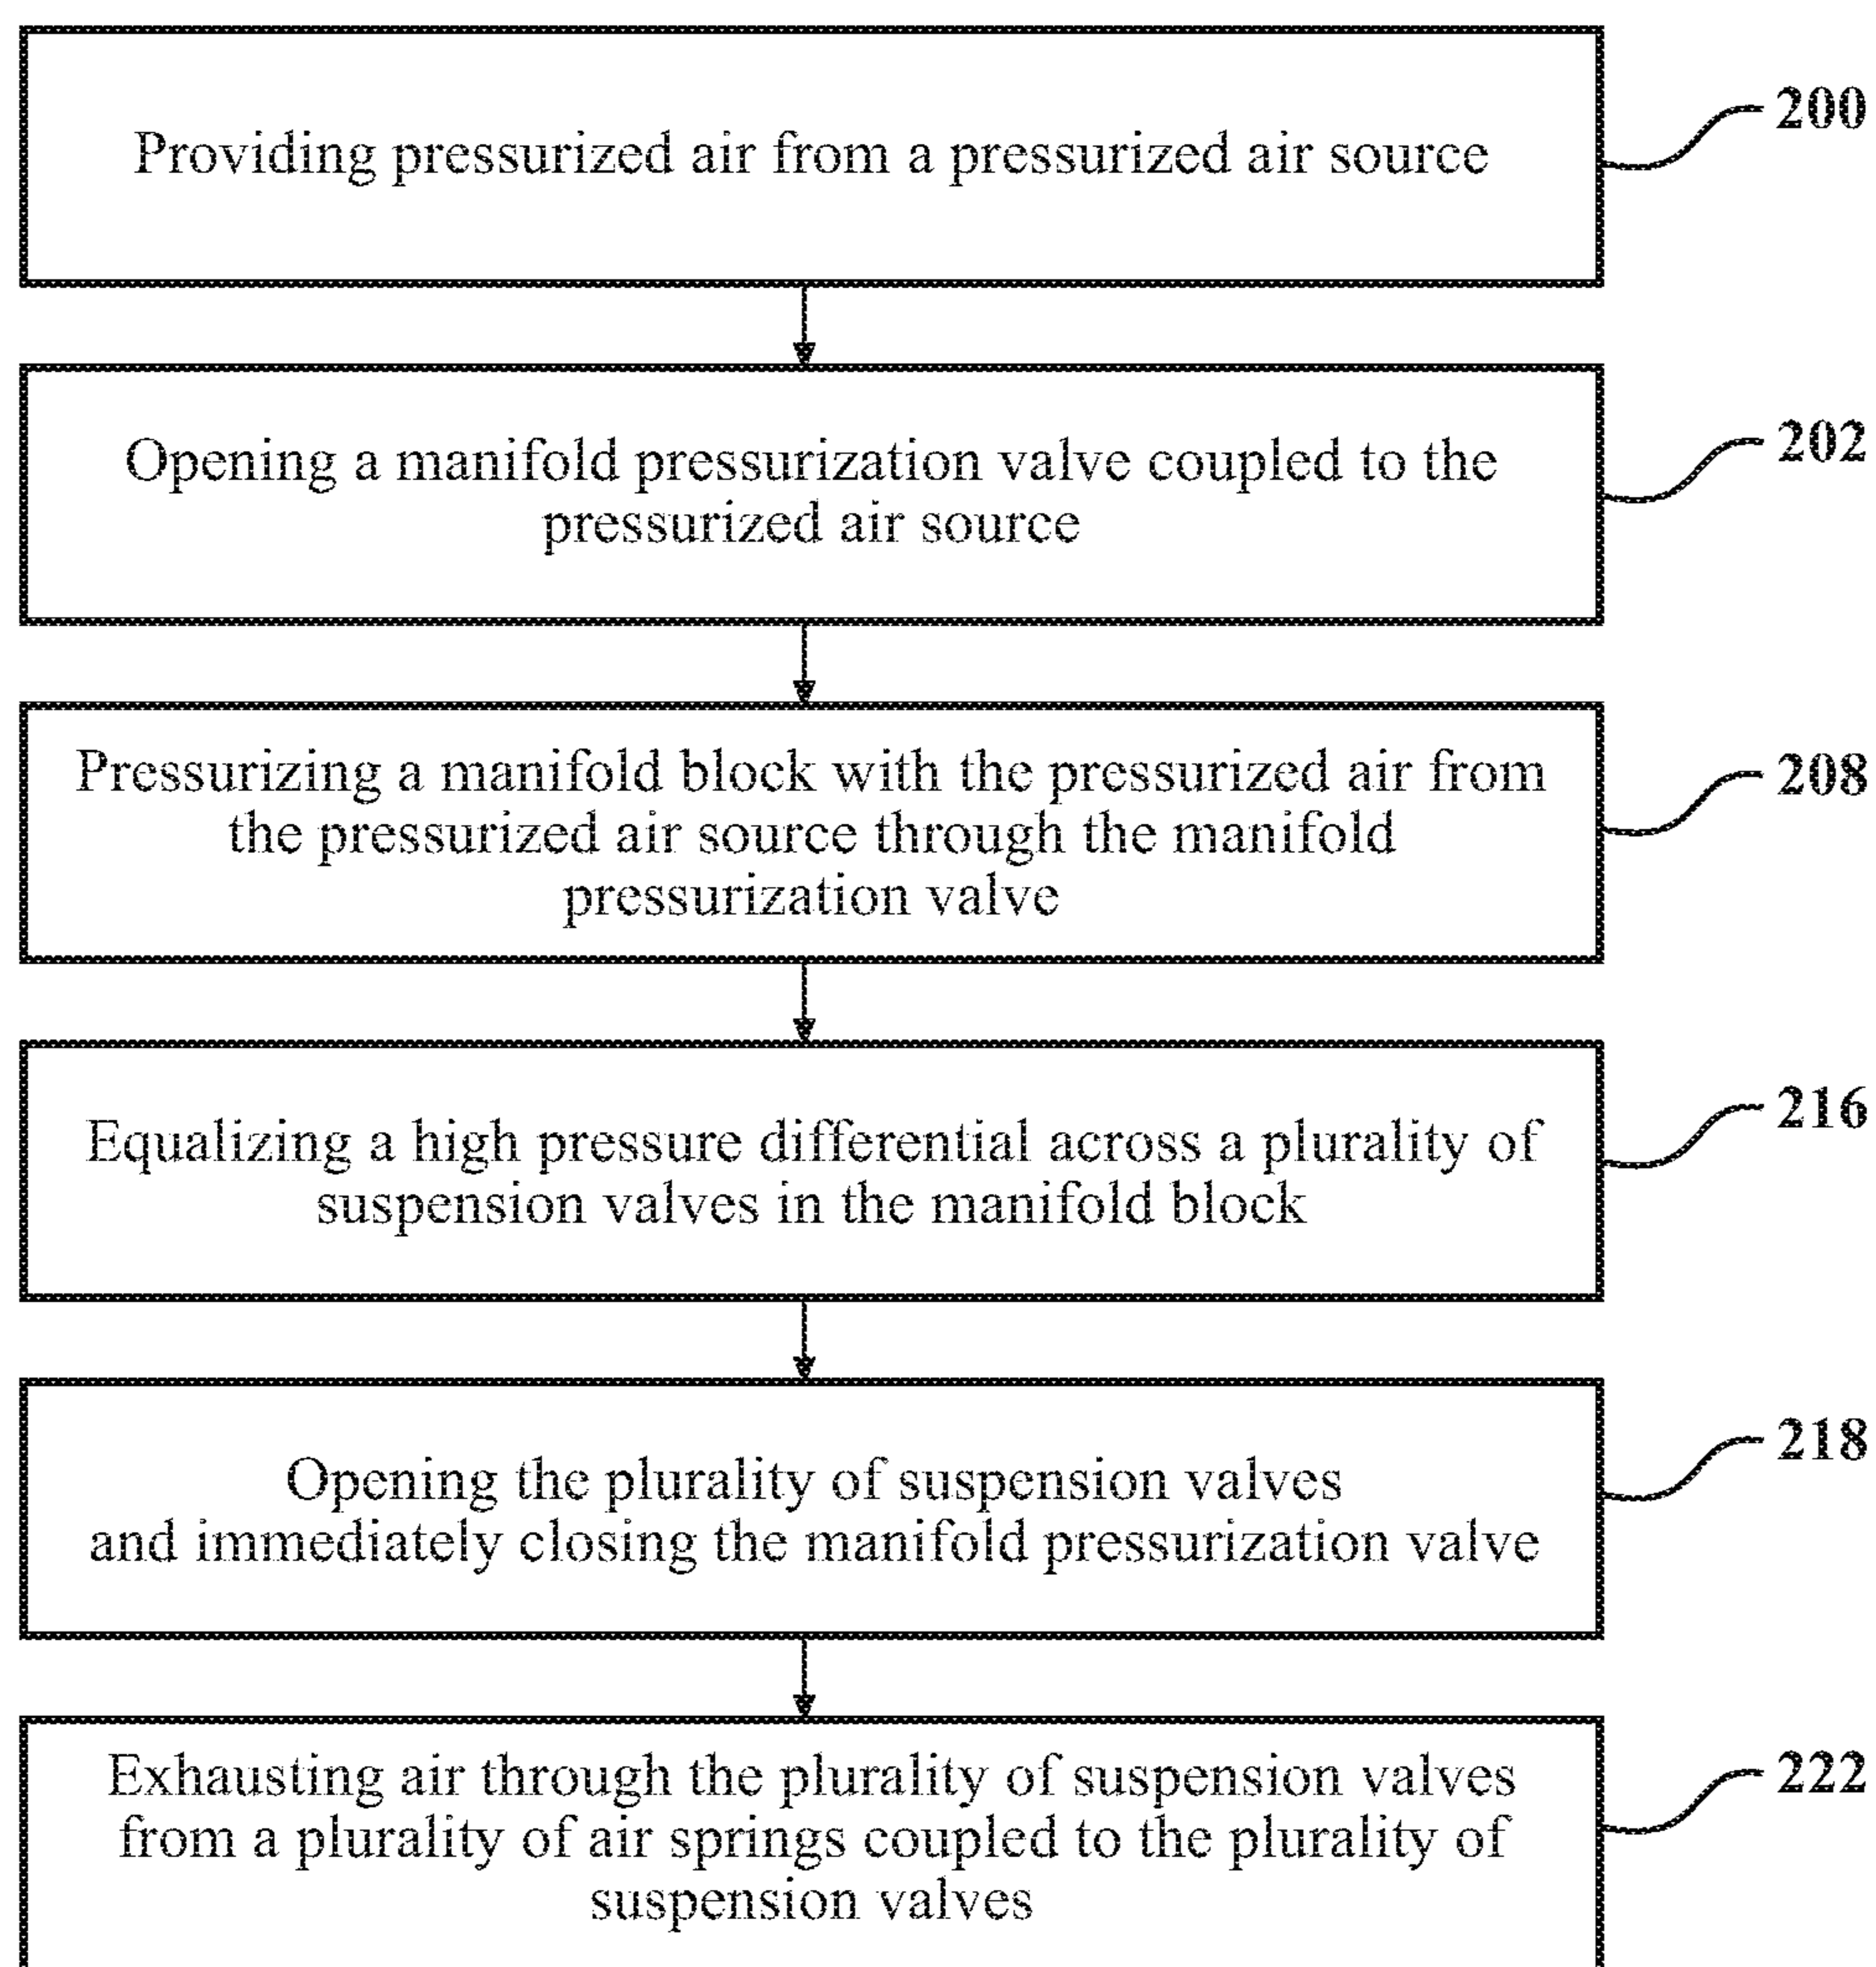 Providing pressurized air from a pressurized air source
200
Opening a manifold pressurization valve coupled to the
pressurized air source
202
Pressurizing a manifold block with the pressurized air from
the pressurized air source through the manifold
pressurization valve
208
Equalizing a high pressure differential across a plurality of
suspension valves in the manifold block
216
Opening the plurality of suspension valves
and immediately closing the manifold pressurization valve
218
Exhausting air through the plurality of suspension valves
from a plurality of air springs coupled to the plurality of
suspension valves
222